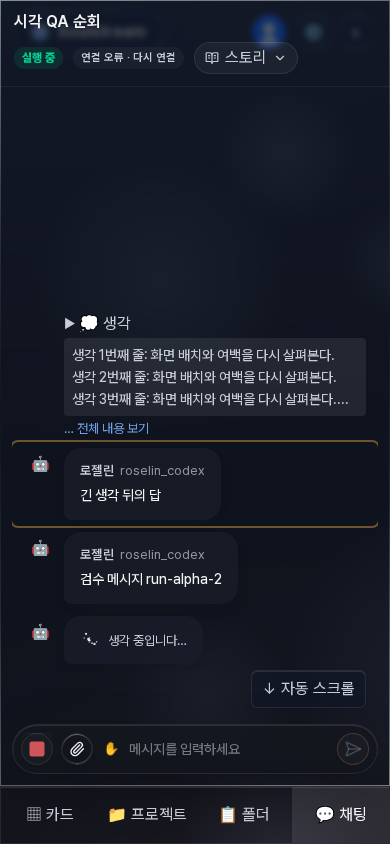 시각 QA 순회
실행 중
연결 오류 · 다시 연결
스토리
▶ 💭 생각
생각 1번째 줄: 화면 배치와 여백을 다시 살펴본다.
생각 2번째 줄: 화면 배치와 여백을 다시 살펴본다.
생각 3번째 줄: 화면 배치와 여백을 다시 살펴본다....
... 전체 내용 보기
로젤린 roselin_codex
긴 생각 뒤의 답
로젤린 roselin_codex
검수 메시지 run-alpha-2
생각 중입니다...
↓ 자동 스크롤
메시지를 입력하세요
카드
프로젝트
폴더
채팅